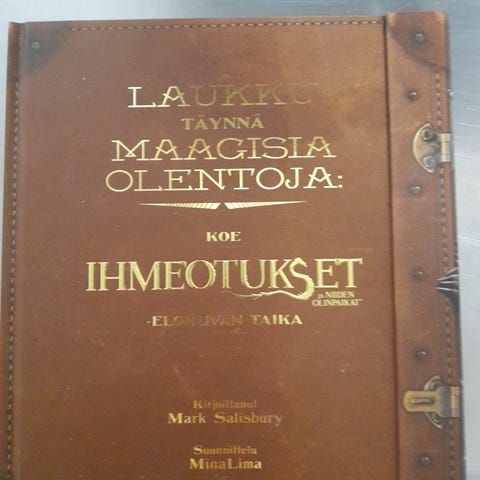 LAUKKU
TÄYNNÄ
MAAGISIA
OLENTOJA:
KOE
IHMEOTUKSET
JA NIIDEN
OLINPAIKAT
-ELOKUVAN TAIKA
Kirjoittanut
Mark Salisbury
Suunnittelu
MinaLima